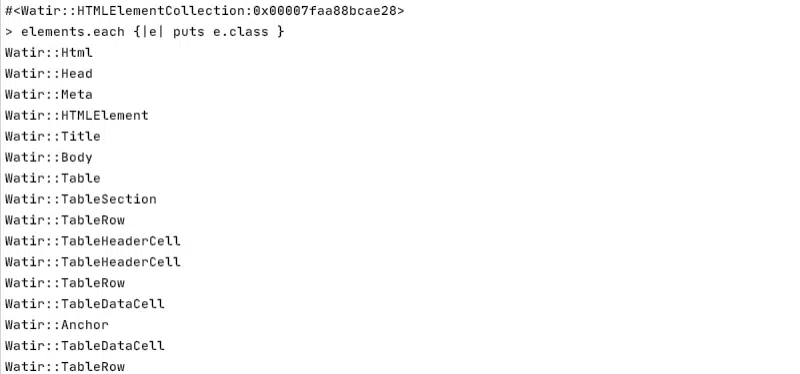 #<Watir::HTMLElementCollection:0x00007faa88bcae28>
> elements.each {|e| puts e.class }
Watir::Html
Watir::Head
Watir::Meta
Watir::HTMLElement
Watir::Title
Watir::Body
Watir::Table
Watir::TableSection
Watir::TableRow
Watir::TableHeaderCell
Watir::TableHeaderCell
Watir::TableRow
Watir::TableDataCell
Watir::Anchor
Watir::TableDataCell
Watir::TableRow